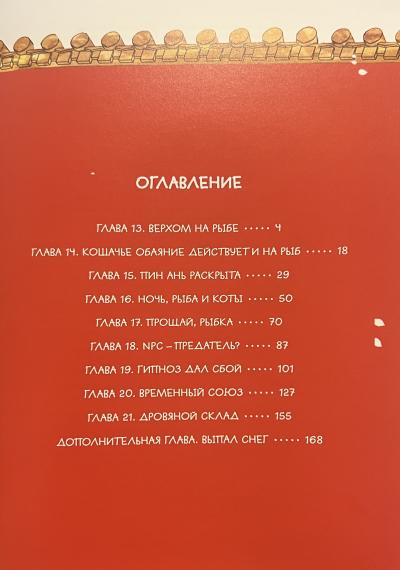 ОГЛАВЛЕНИЕ
ГЛАВА 13. ВЕРХОМ НА РЫБЕ ····· 4
ГЛАВА 14. КОШАЧЬЕ ОБАЯНИЕ ДЕЙСТВУЕТ И НА РЫБ ····· 18
ГЛАВА 15. ПИН АНЬ РАСКРЫТА ····· 29
ГЛАВА 16. НОЧЬ, РЫБА И КОТЫ ····· 50
ГЛАВА 17. ПРОЩАЙ, РЫБКА ····· 70
ГЛАВА 18. NPC – ПРЕДАТЕЛЬ? ····· 87
ГЛАВА 19. ГИПНОЗ ДАЛ СБОЙ ····· 101
ГЛАВА 20. ВРЕМЕННЫЙ СОЮЗ ····· 127
ГЛАВА 21. ДРОВЯНОЙ СКЛАД ····· 155
ДОПОЛНИТЕЛЬНАЯ ГЛАВА. ВЫПАЛ СНЕГ ····· 168